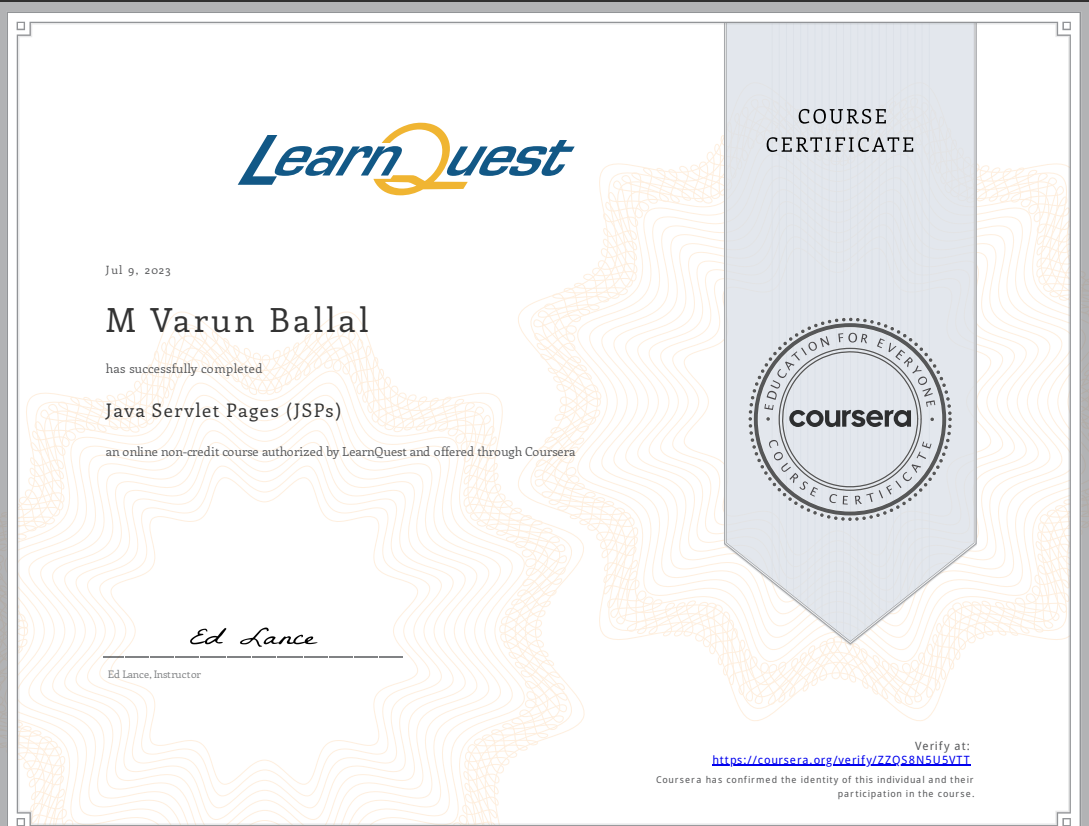 LearnQuest
COURSE
CERTIFICATE
Jul 9, 2023
M Varun Ballal
has successfully completed
Java Servlet Pages (JSPs)
an online non-credit course authorized by LearnQuest and offered through Coursera
EDUCATION FOR EVERYONE
coursera
COURSE CERTIFICATE
Ed Lance
Ed Lance, Instructor
Verify at:
https://coursera.org/verify/ZZQS8N5U5VTT
Coursera has confirmed the identity of this individual and their
participation in the course.